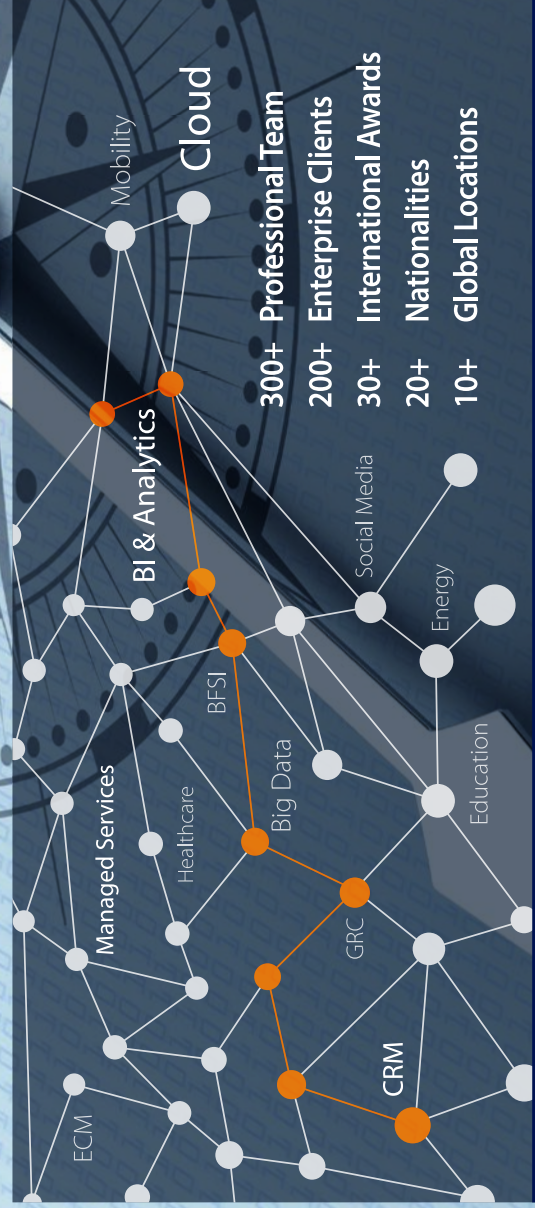 ECM
CRM
Managed Services
Healthcare
GRC
Big Data
BFSI
Education
Energy
Social Media
BI & Analytics
Mobility
Cloud
300+ Professional Team
200+ Enterprise Clients
30+ International Awards
20+ Nationalities
10+ Global Locations